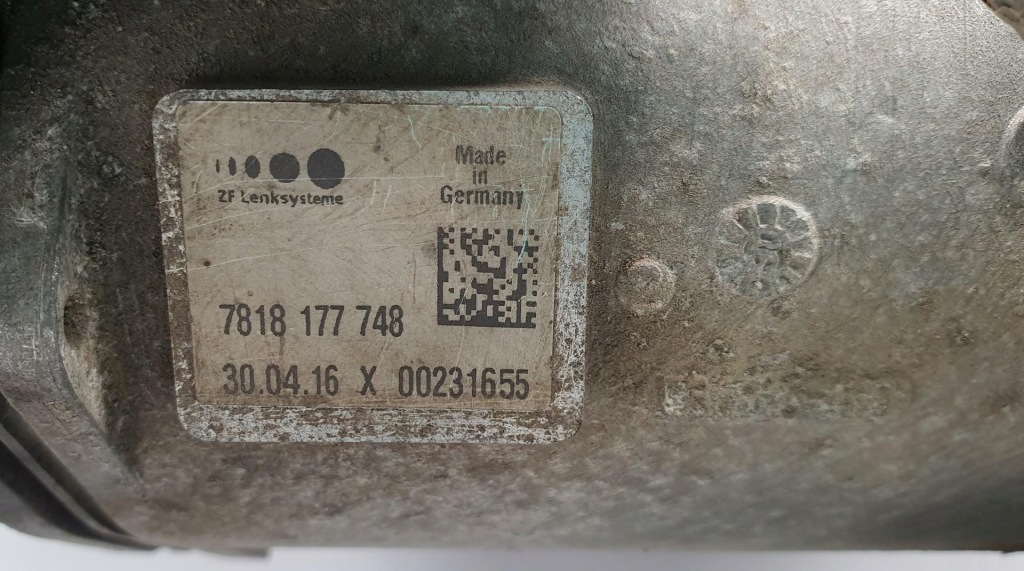 ZF Lenksysteme
Made
in
Germany
7818 177 748
30.04.16 X 00231655